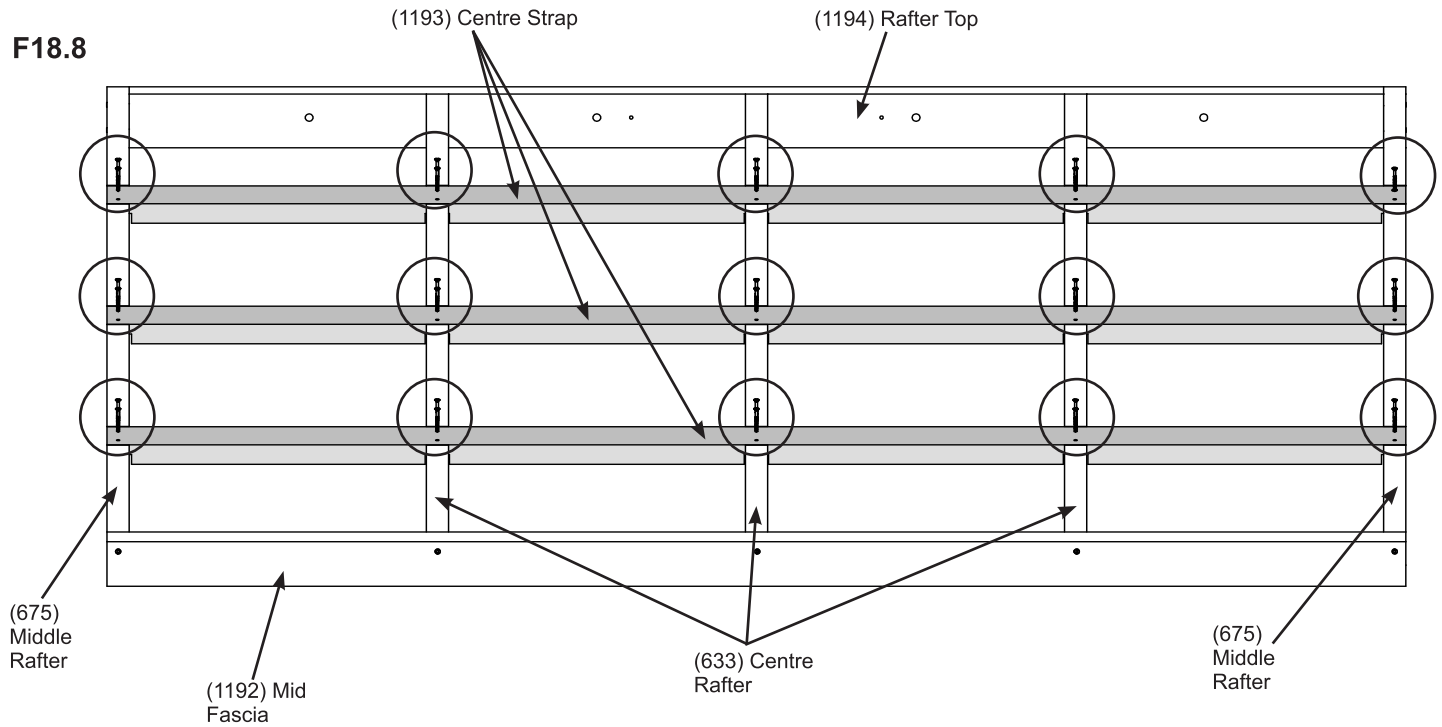 (1193) Centre Strap
(1194) Rafter Top
F18.8
(675)
Middle
Rafter
(1192) Mid
Fascia
(633) Centre
Rafter
(675)
Middle
Rafter